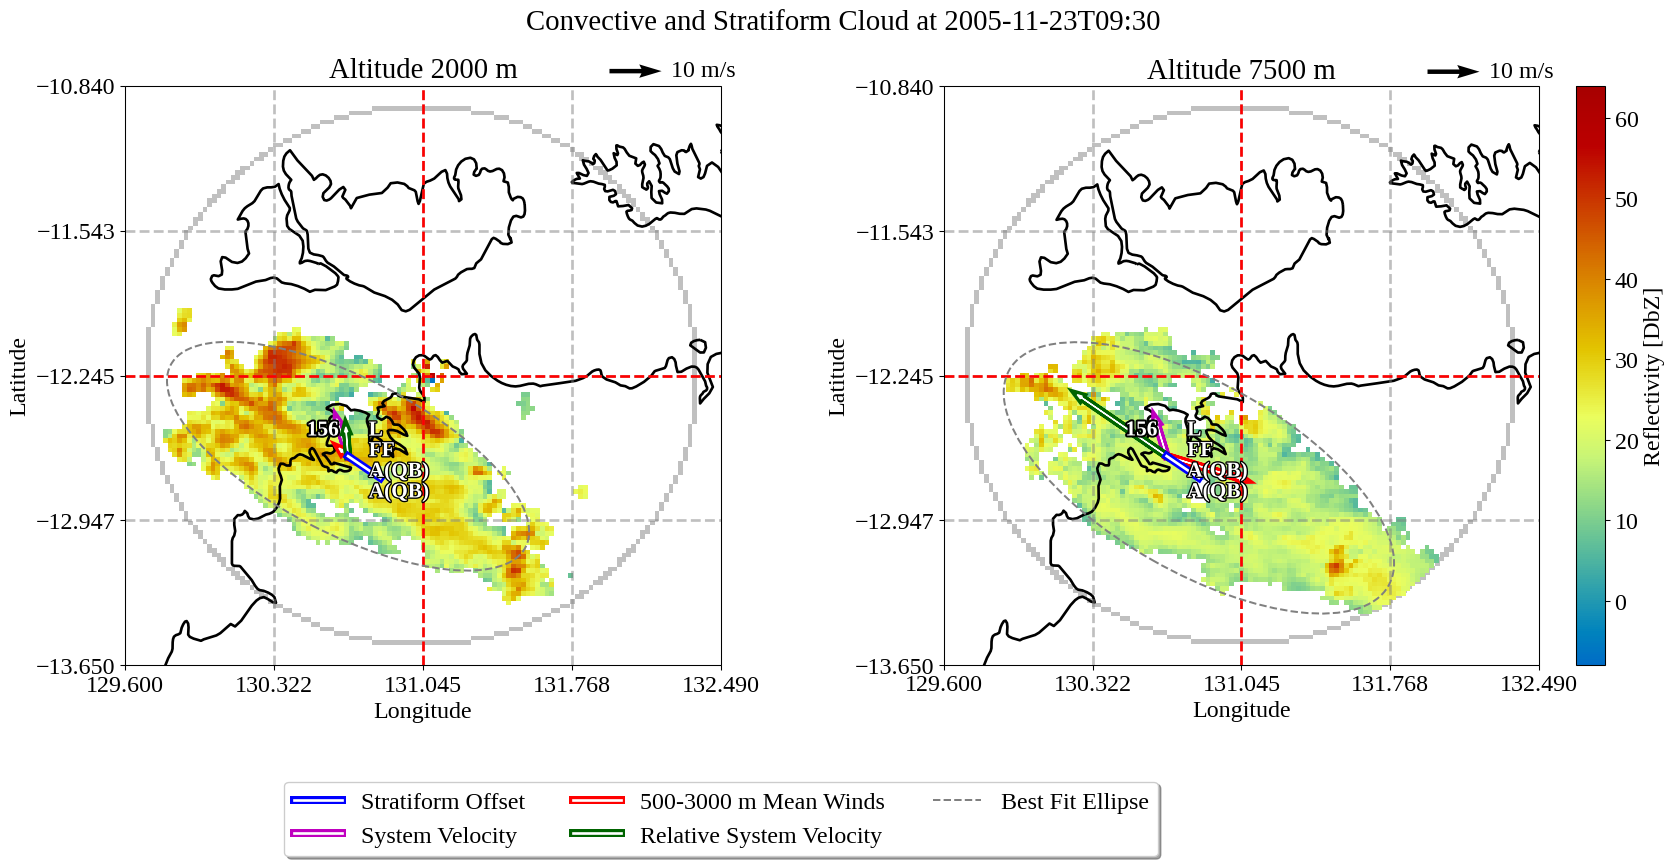 Convective and Stratiform Cloud at 2005-11-23T09:30
Altitude 2000 m
10 m/s
−10.840
−11.543
−12.245
−12.947
−13.650
129.600
130.322
131.045
131.768
132.490
Latitude
Longitude
156
L
FF
A(QB)
A(QB)
Altitude 7500 m
10 m/s
−10.840
−11.543
−12.245
−12.947
−13.650
129.600
130.322
131.045
131.768
132.490
Latitude
Longitude
156
L
FF
A(QB)
A(QB)
60
50
40
30
20
10
0
Reflectivity [DbZ]
Stratiform Offset
System Velocity
500-3000 m Mean Winds
Relative System Velocity
Best Fit Ellipse